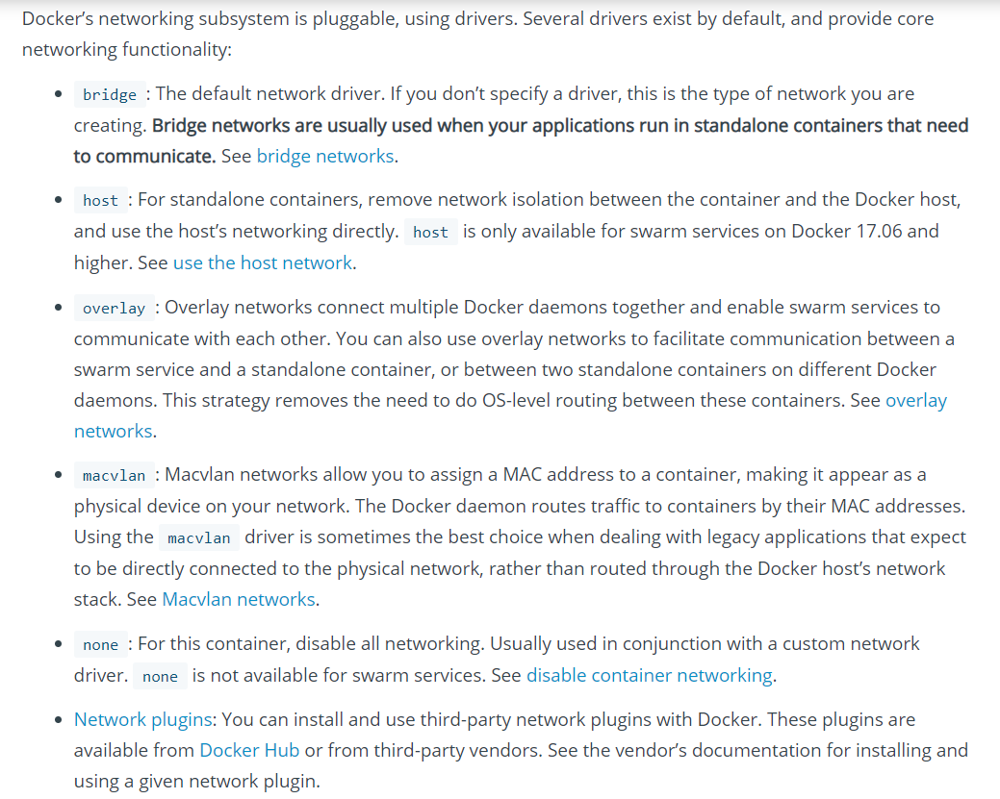 Docker’s networking subsystem is pluggable, using drivers. Several drivers exist by default, and provide core
networking functionality:
• bridge : The default network driver. If you don’t specify a driver, this is the type of network you are
creating. Bridge networks are usually used when your applications run in standalone containers that need
to communicate. See bridge networks.
• host : For standalone containers, remove network isolation between the container and the Docker host,
and use the host’s networking directly. host is only available for swarm services on Docker 17.06 and
higher. See use the host network.
• overlay : Overlay networks connect multiple Docker daemons together and enable swarm services to
communicate with each other. You can also use overlay networks to facilitate communication between a
swarm service and a standalone container, or between two standalone containers on different Docker
daemons. This strategy removes the need to do OS-level routing between these containers. See overlay
networks.
• macvlan : Macvlan networks allow you to assign a MAC address to a container, making it appear as a
physical device on your network. The Docker daemon routes traffic to containers by their MAC addresses.
Using the macvlan driver is sometimes the best choice when dealing with legacy applications that expect
to be directly connected to the physical network, rather than routed through the Docker host’s network
stack. See Macvlan networks.
• none : For this container, disable all networking. Usually used in conjunction with a custom network
driver. none is not available for swarm services. See disable container networking.
• Network plugins: You can install and use third-party network plugins with Docker. These plugins are
available from Docker Hub or from third-party vendors. See the vendor’s documentation for installing and
using a given network plugin.